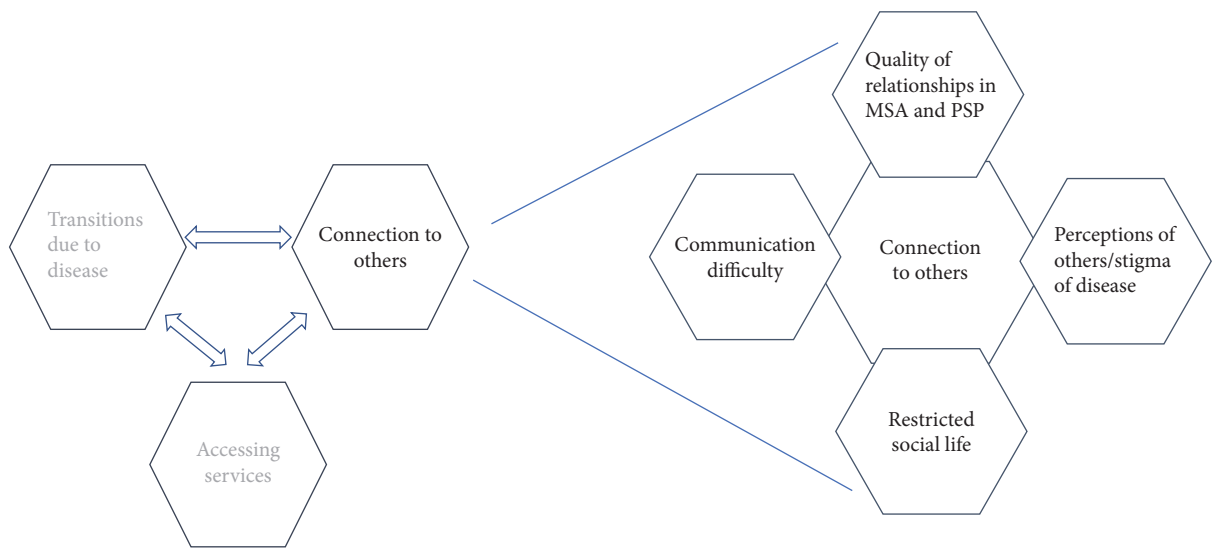 Transitions
due to
disease
Connection to
others
Accessing
services
Quality of
relationships in
MSA and PSP
Communication
difficulty
Connection
to others
Perceptions of
others/stigma
of disease
Restricted
social life